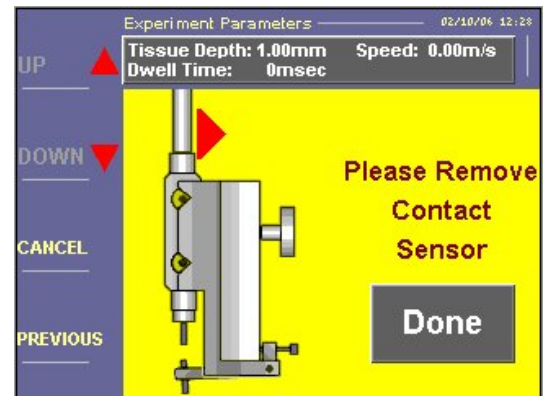 Experiment Parameters 02/10/06 12:28
Tissue Depth: 1.00mm Speed: 0.00m/s
Dwell Time: 0msec
UP
DOWN
CANCEL
PREVIOUS
Please Remove
Contact
Sensor
Done